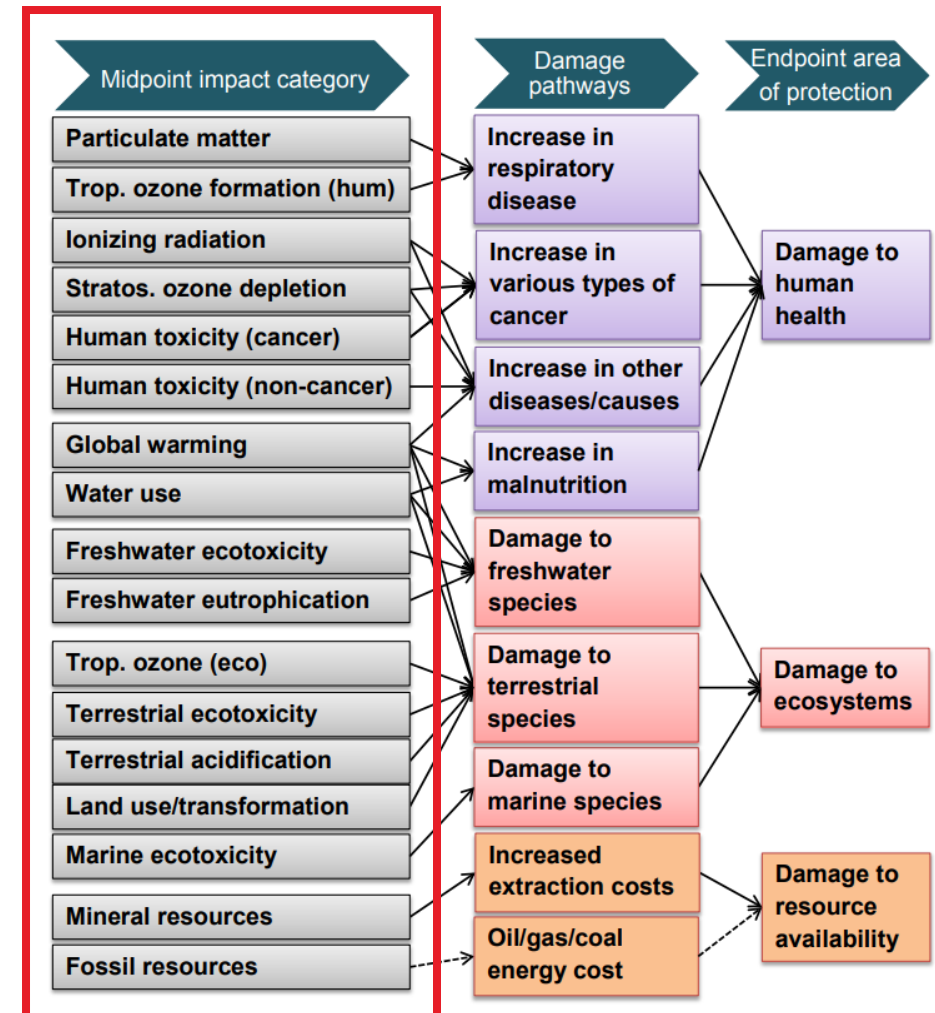 Midpoint impact category
Particulate matter
Trop. ozone formation (hum)
Ionizing radiation
Stratos. ozone depletion
Human toxicity (cancer)
Human toxicity (non-cancer)
Global warming
Water use
Freshwater ecotoxicity
Freshwater eutrophication
Trop. ozone (eco)
Terrestrial ecotoxicity
Terrestrial acidification
Land use/transformation
Marine ecotoxicity
Mineral resources
Fossil resources
Damage
pathways
Increase in
respiratory
disease
Increase in
various types of
cancer
Increase in other
diseases/causes
Increase in
malnutrition
Damage to
freshwater
species
Damage to
terrestrial
species
Damage to
marine species
Increased
extraction costs
Oil/gas/coal
energy cost
Endpoint area
of protection
Damage to
human
health
Damage to
ecosystems
Damage to
resource
availability